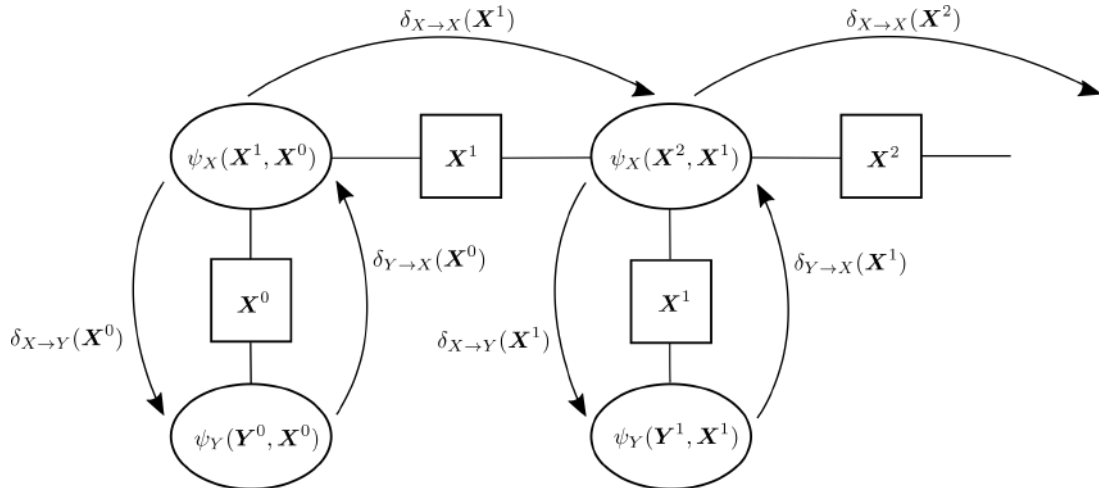 δ_{X→X}(X^1)
δ_{X→X}(X^2)
ψ_X(X^1, X^0)
X^1
ψ_X(X^2, X^1)
X^2
δ_{Y→X}(X^0)
δ_{Y→X}(X^1)
X^0
X^1
δ_{X→Y}(X^0)
δ_{X→Y}(X^1)
ψ_Y(Y^0, X^0)
ψ_Y(Y^1, X^1)